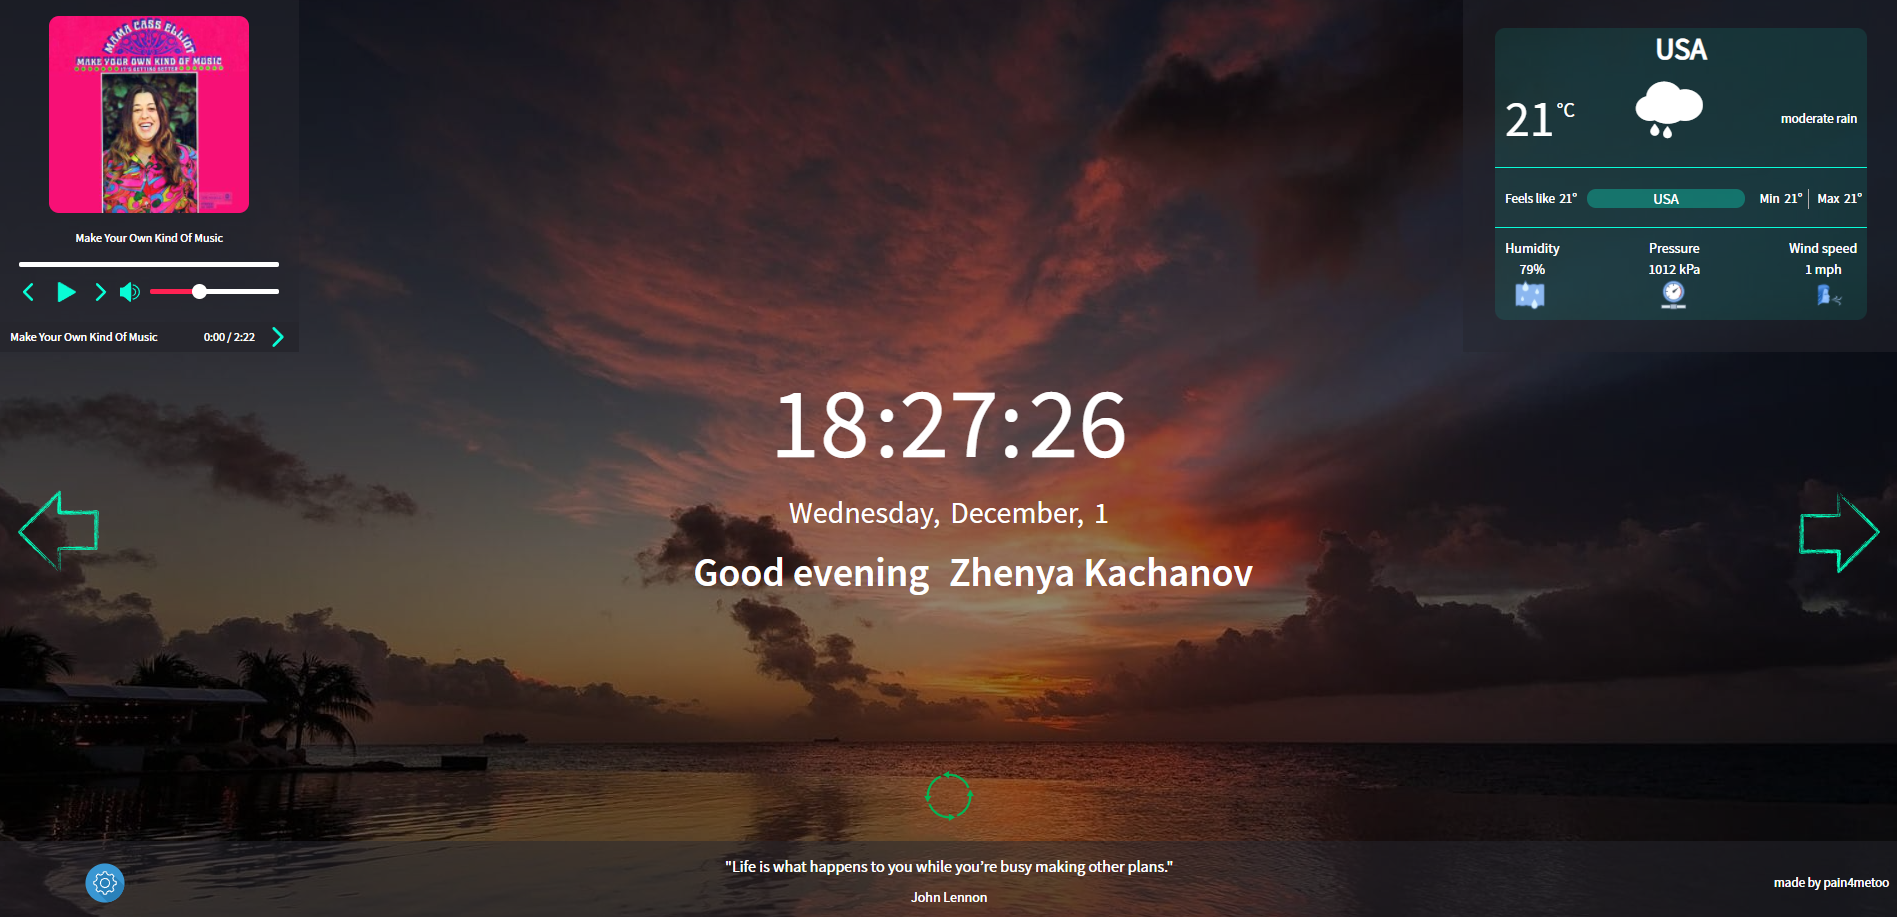 MAMA CASS ELLIOT
MAKE YOUR OWN KIND OF MUSIC
IT'S GETTING BETTER
Make Your Own Kind Of Music
Make Your Own Kind Of Music
0:00 / 2:22
USA
21 °C
moderate rain
Feels like 21°
USA
Min 21° | Max 21°
Humidity
79%
Pressure
1012 kPa
Wind speed
1 mph
18:27:26
Wednesday, December, 1
Good evening Zhenya Kachanov
"Life is what happens to you while you’re busy making other plans."
John Lennon
made by pain4metoo